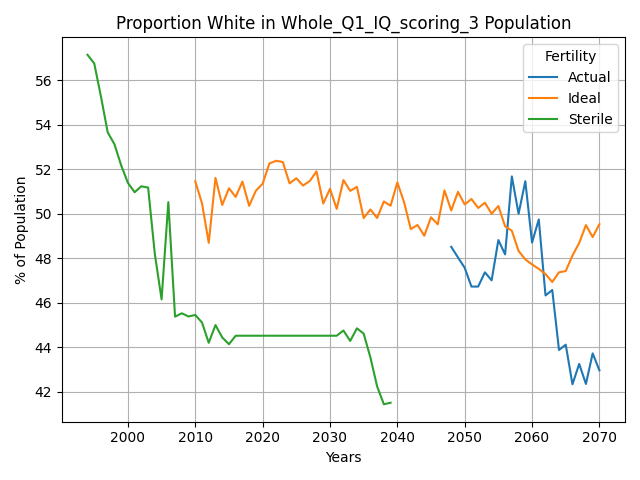 Proportion White in Whole_Q1_IQ_scoring_3 Population
Fertility
Actual
Ideal
Sterile
% of Population
56
54
52
50
48
46
44
42
2000 2010 2020 2030 2040 2050 2060 2070
Years